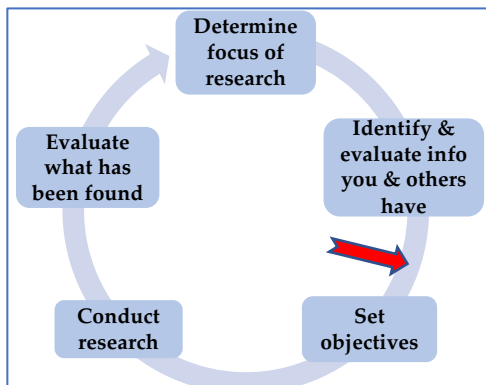 Determine
focus of
research
Identify &
evaluate info
you & others
have
Set
objectives
Conduct
research
Evaluate
what has
been found